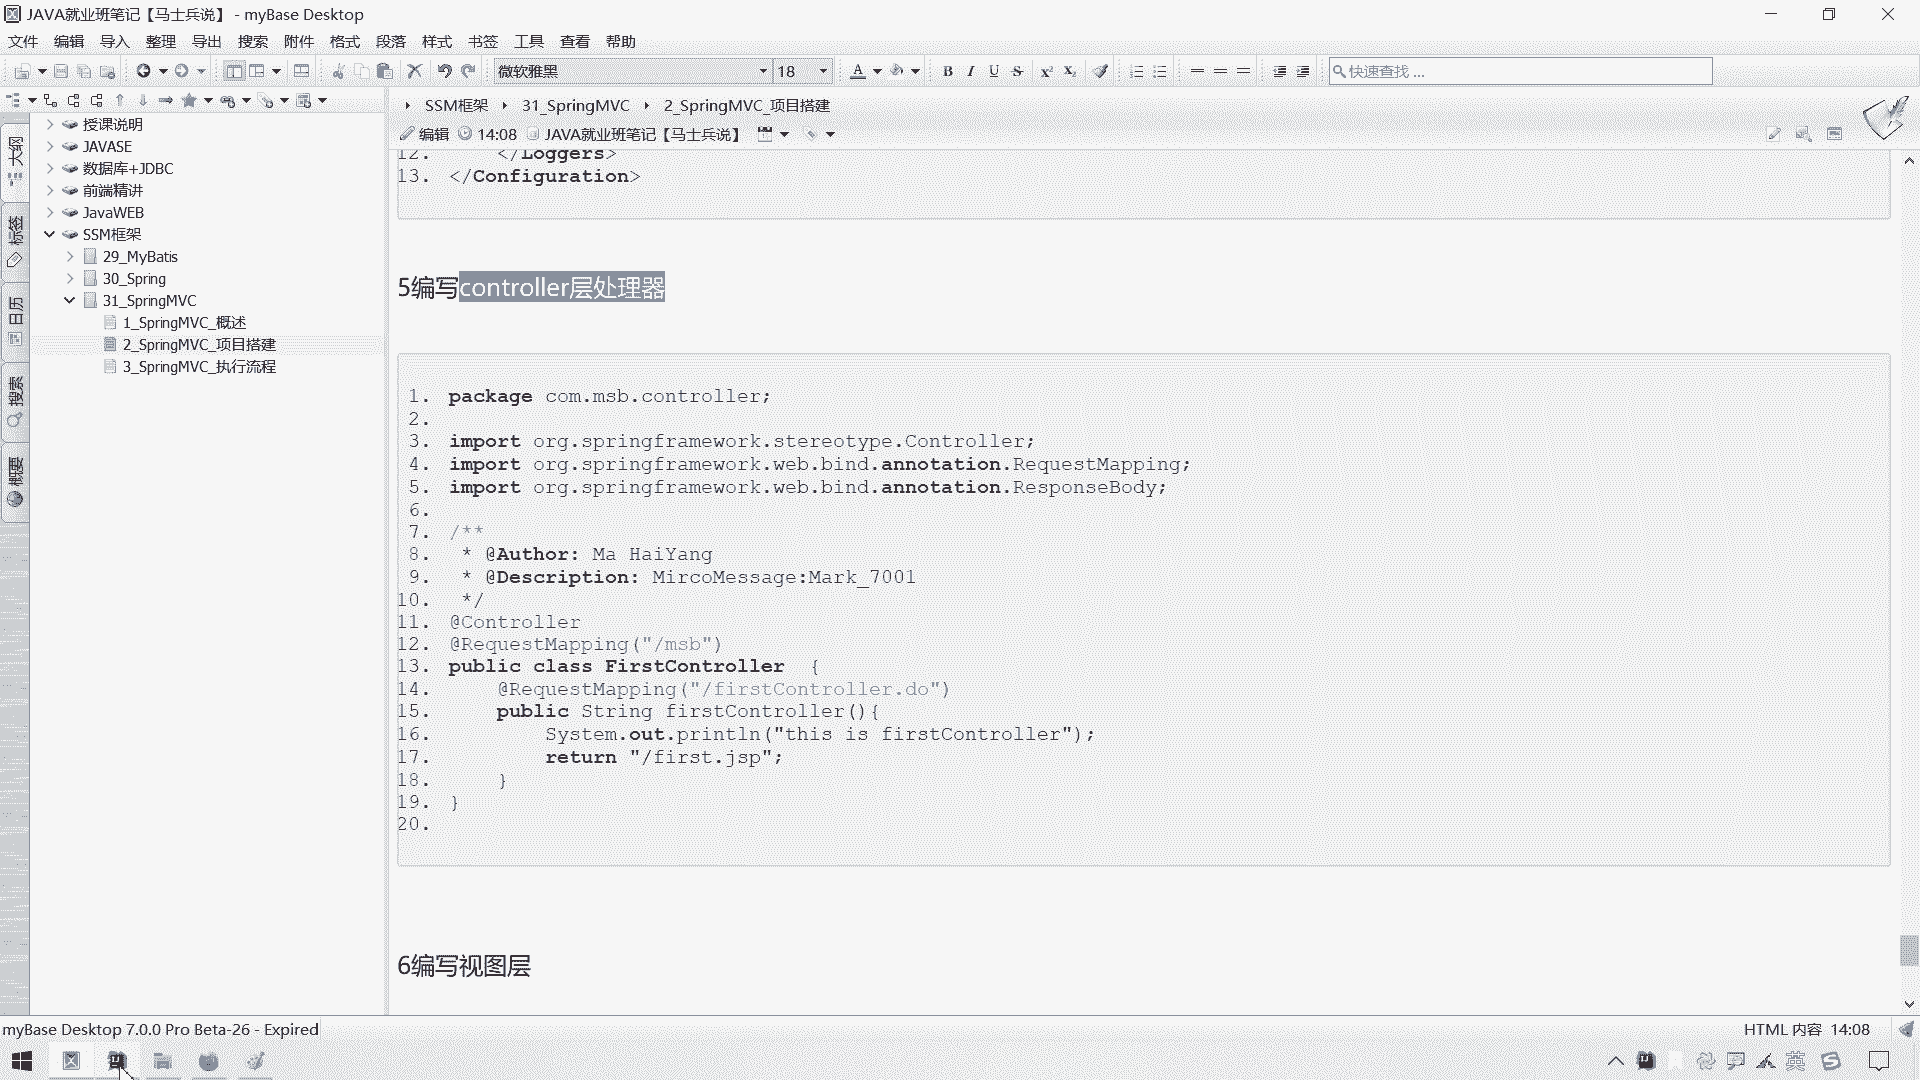 JAVA就业班笔记【马士兵说】 - myBase Desktop
文件 编辑 导入 整理 导出 搜索 附件 格式 段落 样式 书签 工具 查看 帮助
微软雅黑 18 快速查找 ...
SSM框架 31_SpringMVC 2_SpringMVC_项目搭建
编辑 14:08 JAVA就业班笔记【马士兵说】
大纲
标签
日历
搜索
概要
授课说明
JAVASE
数据库+JDBC
前端精讲
JavaWEB
SSM框架
29_MyBatis
30_Spring
31_SpringMVC
1_SpringMVC_概述
2_SpringMVC_项目搭建
3_SpringMVC_执行流程
12. </Loggers>
13. </Configuration>
5编写controller层处理器
1. package com.msb.controller;
2.
3. import org.springframework.stereotype.Controller;
4. import org.springframework.web.bind.annotation.RequestMapping;
5. import org.springframework.web.bind.annotation.ResponseBody;
6.
7. /**
8. * @Author: Ma HaiYang
9. * @Description: MircoMessage:Mark_7001
10. */
11. @Controller
12. @RequestMapping("/msb")
13. public class FirstController {
14. @RequestMapping("/firstController.do")
15. public String firstController(){
16. System.out.println("this is firstController");
17. return "/first.jsp";
18. }
19. }
20.
6编写视图层
myBase Desktop 7.0.0 Pro Beta-26 - Expired
HTML 内容 14:08
英